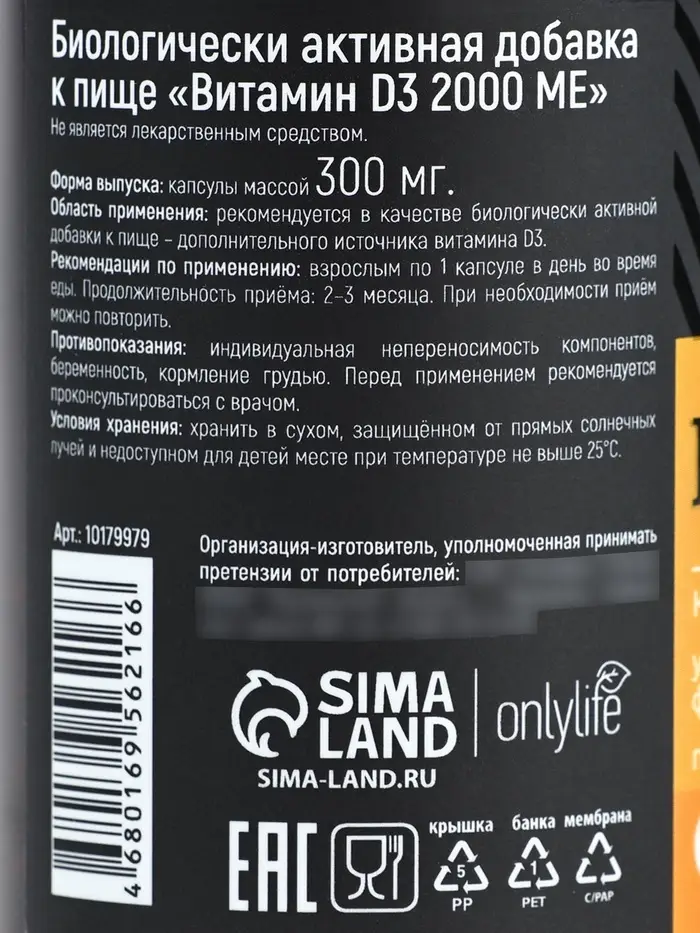 Биологически активная добавка
к пище «Витамин D3 2000 МЕ»
Не является лекарственным средством.
Форма выпуска: капсулы массой 300 мг.
Область применения: рекомендуется в качестве биологически активной
добавки к пище – дополнительного источника витамина D3.
Рекомендации по применению: взрослым по 1 капсуле в день во время
еды. Продолжительность приёма: 2–3 месяца. При необходимости приём
можно повторить.
Противопоказания: индивидуальная непереносимость компонентов,
беременность, кормление грудью. Перед применением рекомендуется
проконсультироваться с врачом.
Условия хранения: хранить в сухом, защищённом от прямых солнечных
лучей и недоступном для детей месте при температуре не выше 25°C.
Арт.: 10179979
Организация-изготовитель, уполномоченная принимать
претензии от потребителей:
4680169562166
SIMA
LAND
onlylife
SIMA-LAND.RU
EAC
крышка
банка
мембрана
5
1
PP
PET
C/PAP